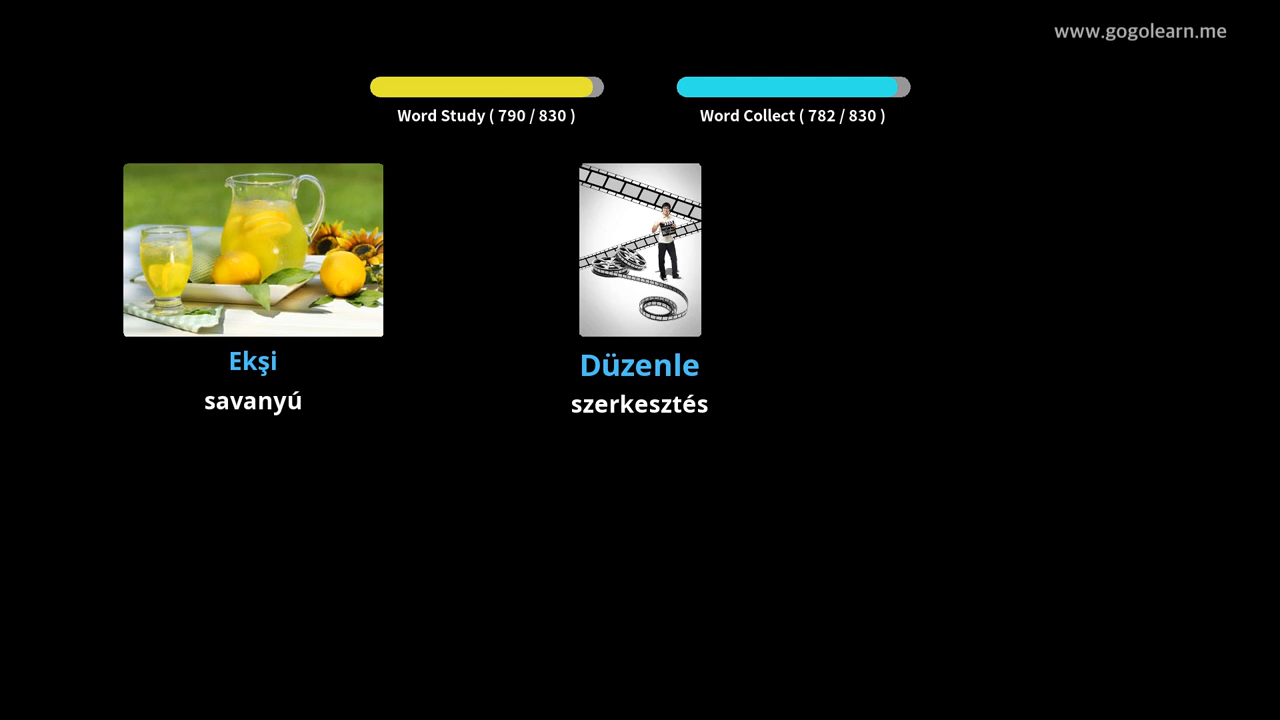 www.gogolearn.me
Word Study ( 790 / 830 )
Word Collect ( 782 / 830 )
Ekşi
savanyú
Düzenle
szerkesztés